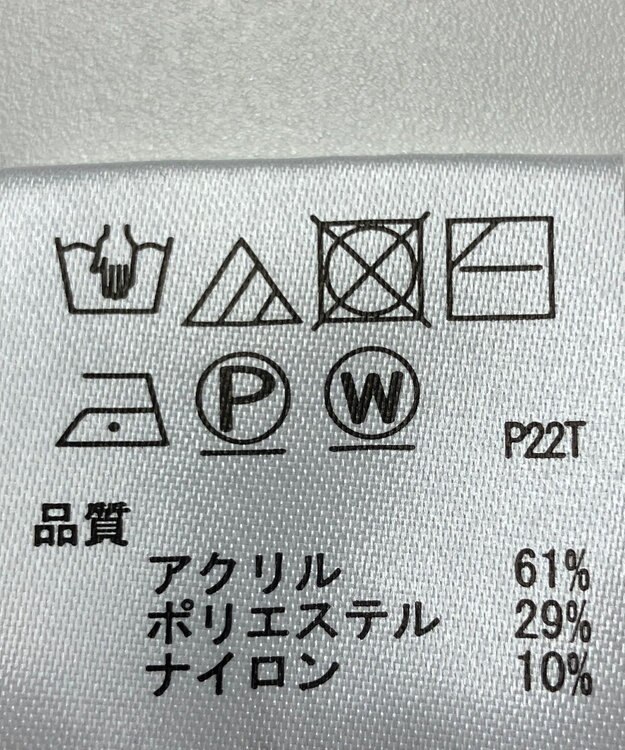 P W
P22T
品質
アクリル 61%
ポリエステル 29%
ナイロン 10%